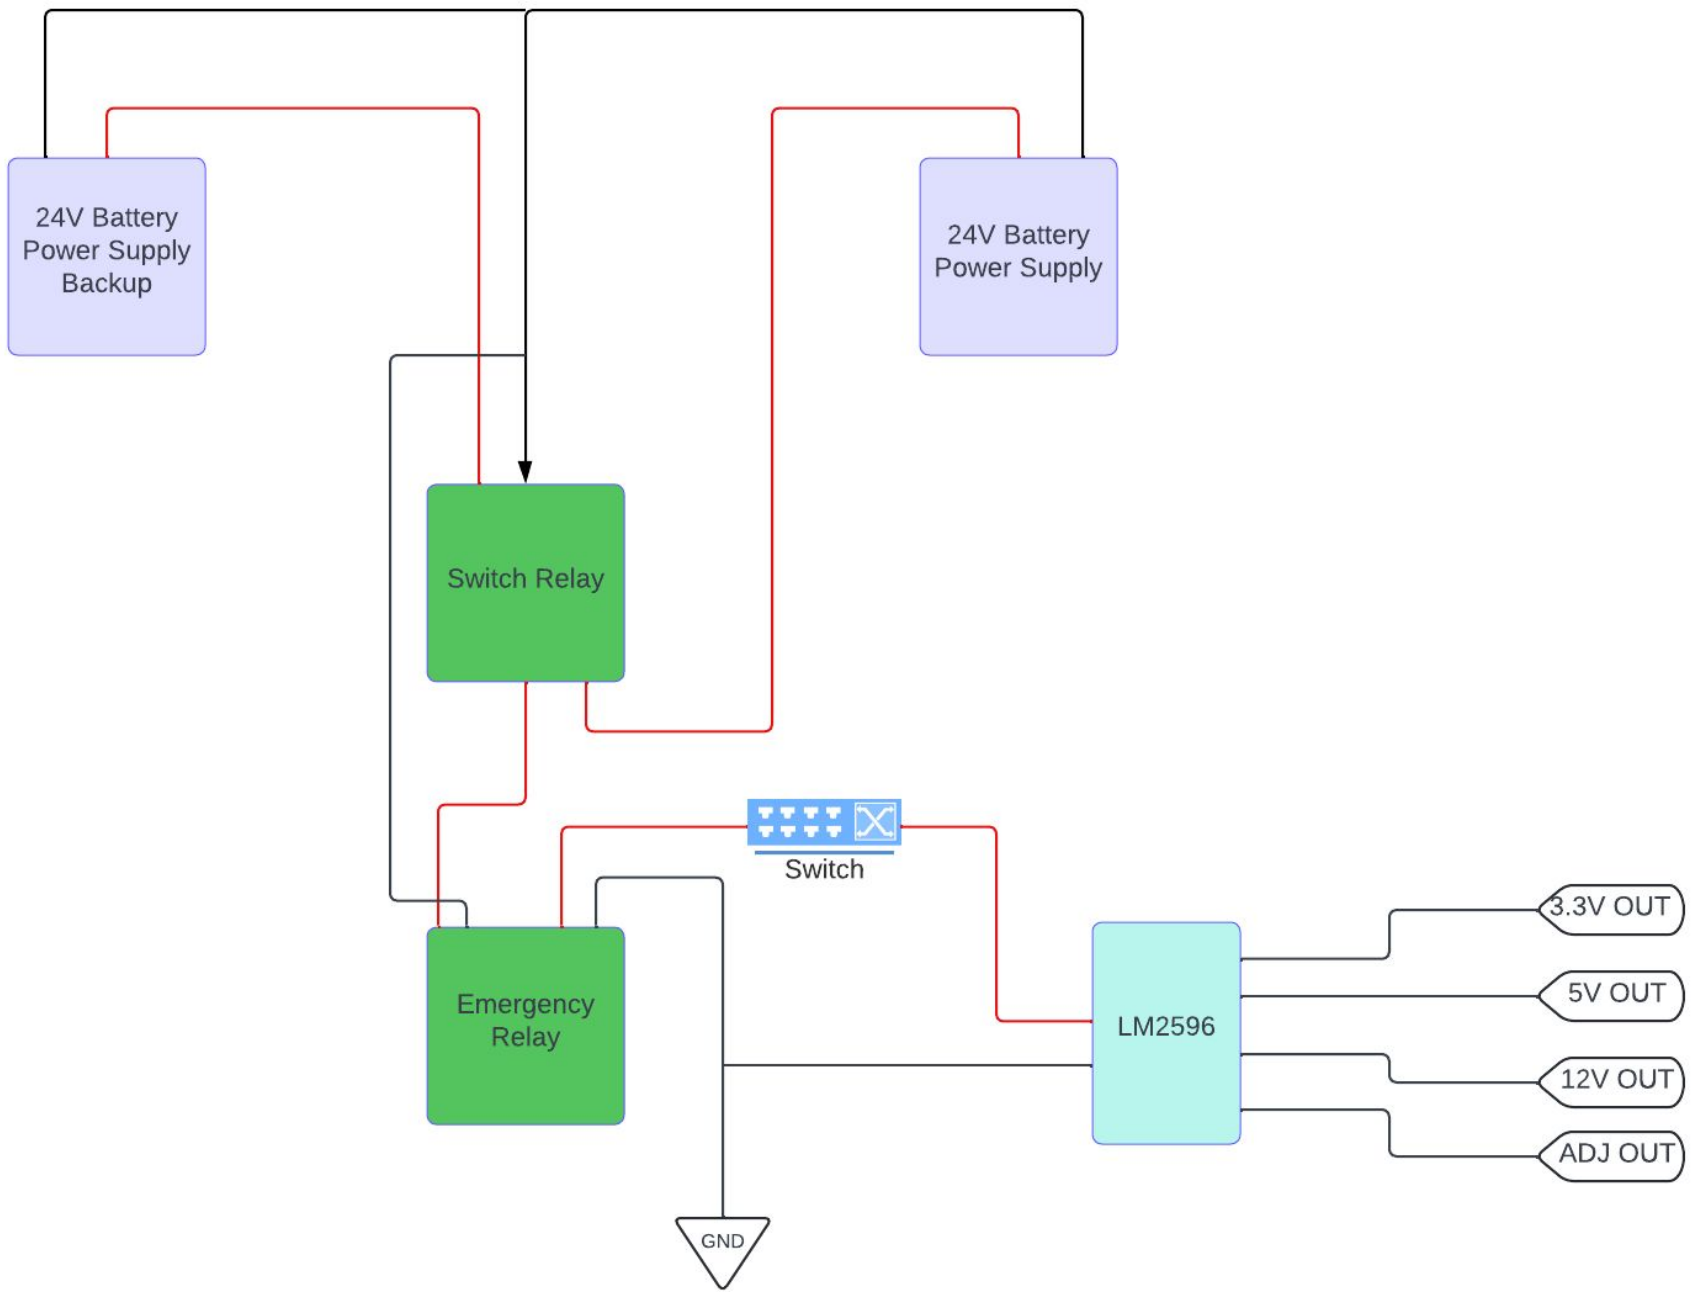 24V Battery
Power Supply
Backup
24V Battery
Power Supply
Switch Relay
Switch
Emergency
Relay
LM2596
3.3V OUT
5V OUT
12V OUT
ADJ OUT
GND